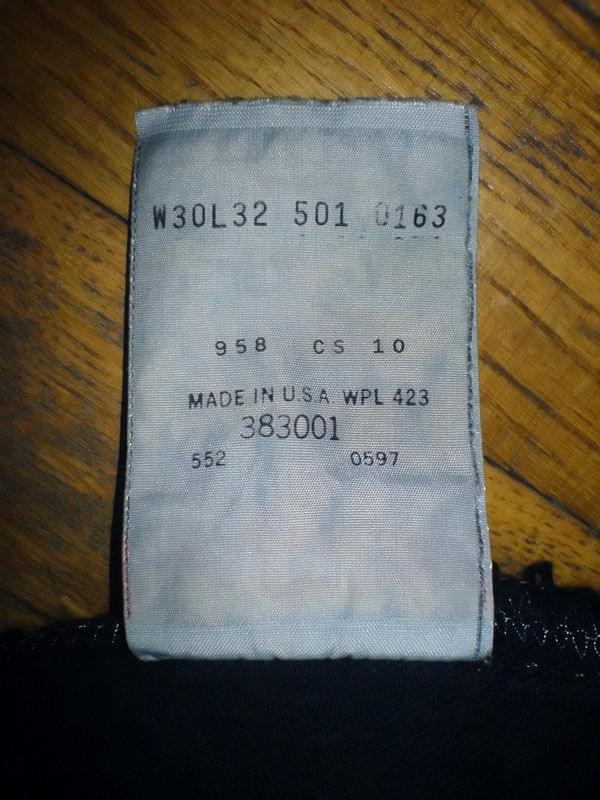 W30L32 501 0163
958 CS 10
MADE IN U.S.A WPL 423
383001
552 0597